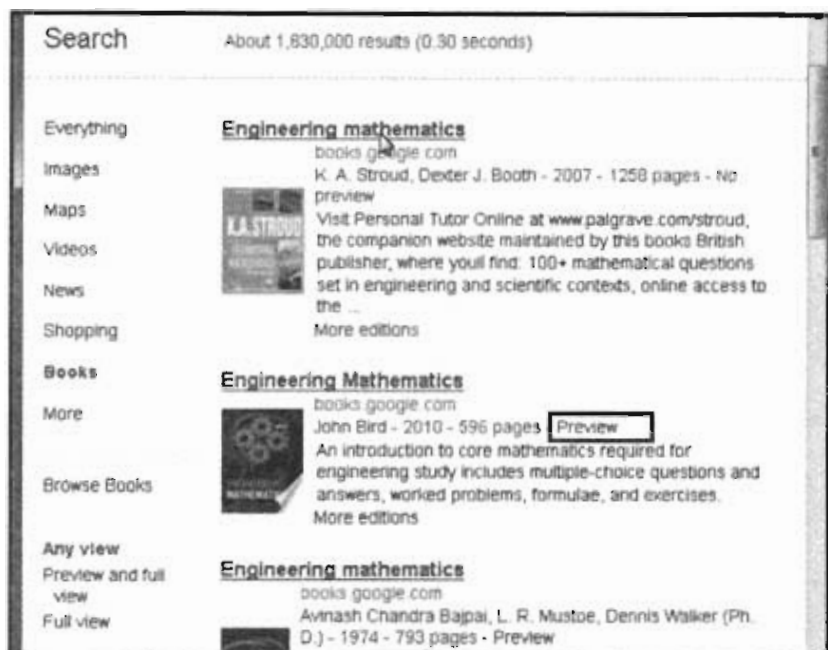 Search
About 1,630,000 results (0.30 seconds)
Everything
Images
Maps
Videos
News
Shopping
Books
More
Browse Books
Any view
Preview and full
view
Full view
Engineering mathematics
books.google.com
K. A. Stroud, Dexter J. Booth - 2007 - 1258 pages - No
preview
K.A. STROUD
Visit Personal Tutor Online at www.palgrave.com/stroud,
the companion website maintained by this books British
publisher, where youll find: 100+ mathematical questions
set in engineering and scientific contexts, online access to
the ...
More editions
Engineering Mathematics
books.google.com
John Bird - 2010 - 596 pages Preview
MATHEMATICS
An introduction to core mathematics required for
engineering study includes multiple-choice questions and
answers, worked problems, formulae, and exercises.
More editions
Engineering mathematics
books.google.com
Avinash Chandra Bajpai, L. R. Mustoe, Dennis Walker (Ph.
D.) - 1974 - 793 pages - Preview